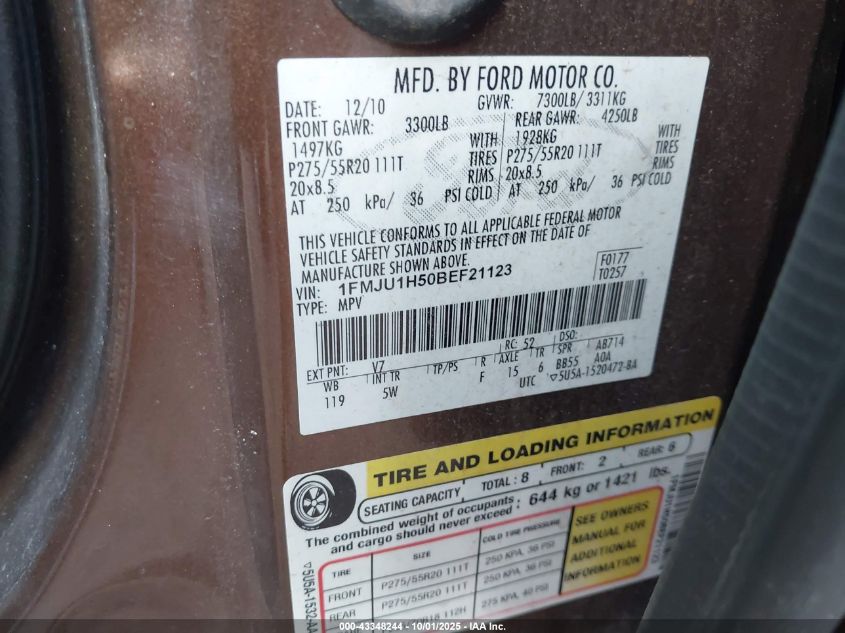 MFD. BY FORD MOTOR CO.
DATE: 12/10 GVWR: 7300LB/ 3311KG
FRONT GAWR: 3300LB REAR GAWR: 4250LB
1497KG WITH 1928KG WITH
P275/55R20 111T TIRES P275/55R20 111T TIRES
20x8.5 RIMS 20x8.5 RIMS
AT 250 kPa/ 36 PSI COLD AT 250 kPa/ 36 PSI COLD
THIS VEHICLE CONFORMS TO ALL APPLICABLE FEDERAL MOTOR
VEHICLE SAFETY STANDARDS IN EFFECT ON THE DATE OF
MANUFACTURE SHOWN ABOVE.
VIN: 1FMJU1H50BEF21123 F0177
TYPE: MPV T0257
EXT PNT: V7 RC: 52 DSO: AB714
WB INT TR TP/PS R AXLE TR SPR A0A
119 5W F 15 6 BB55
UTC ▽5U5A-1520472-BA
TIRE AND LOADING INFORMATION
SEATING CAPACITY TOTAL: 8 FRONT: 2 REAR: 6
The combined weight of occupants and cargo should never exceed : 644 kg or 1421 lbs.
TIRE SIZE COLD TIRE PRESSURE
FRONT P275/55R20 111T 250 KPA, 36 PSI
REAR P275/55R20 111T 250 KPA, 36 PSI
275 KPA, 40 PSI
SEE OWNERS
MANUAL FOR
ADDITIONAL
INFORMATION
000-43348244 - 10/01/2025 - IAAI, Inc.